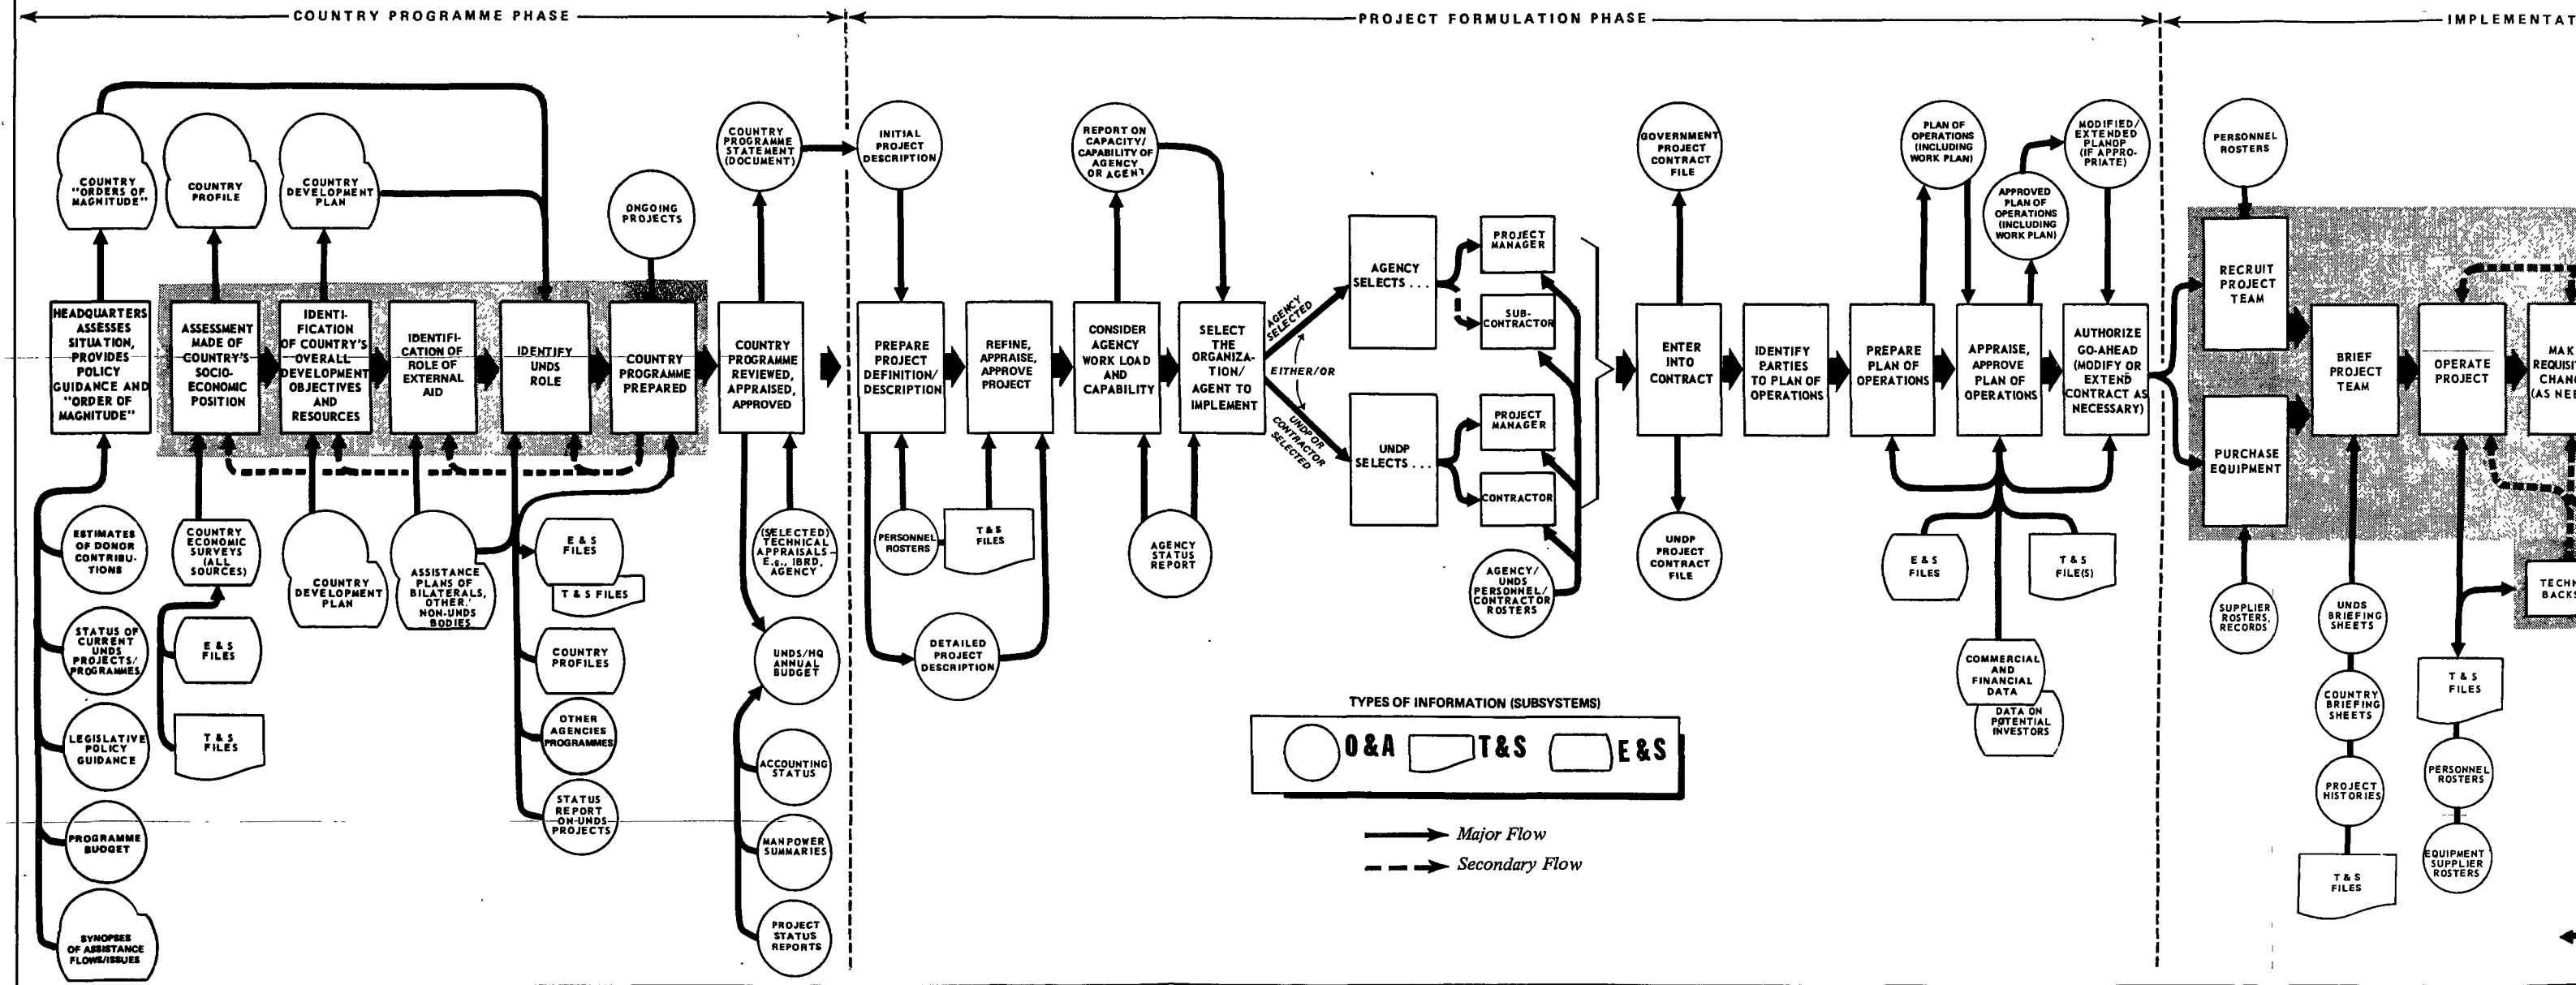 COUNTRY PROGRAMME PHASE
PROJECT FORMULATION PHASE
IMPLEMENTAT
COUNTRY
"ORDERS OF
MAGNITUDE"
COUNTRY
PROFILE
COUNTRY
DEVELOPMENT
PLAN
ONGOING
PROJECTS
COUNTRY
PROGRAMME
STATEMENT
(DOCUMENT)
INITIAL
PROJECT
DESCRIPTION
REPORT ON
CAPACITY/
CAPABILITY OF
AGENCY
OR AGENT
GOVERNMENT
PROJECT
CONTRACT
FILE
PLAN OF
OPERATIONS
(INCLUDING
WORK PLAN)
APPROVED
PLAN OF
OPERATIONS
(INCLUDING
WORK PLAN)
MODIFIED/
EXTENDED
PLANOP
(IF APPRO-
PRIATE)
PERSONNEL
ROSTERS
HEADQUARTERS
ASSESSES
SITUATION,
PROVIDES
POLICY
GUIDANCE AND
"ORDER OF
MAGNITUDE"
ASSESSMENT
MADE OF
COUNTRY'S
SOCIO-
ECONOMIC
POSITION
IDENTI-
FICATION
OF COUNTRY'S
OVERALL
DEVELOPMENT
OBJECTIVES
AND
RESOURCES
IDENTIFI-
CATION OF
ROLE OF
EXTERNAL
AID
IDENTIFY
UNDS
ROLE
COUNTRY
PROGRAMME
PREPARED
COUNTRY
PROGRAMME
REVIEWED,
APPRAISED,
APPROVED
PREPARE
PROJECT
DEFINITION/
DESCRIPTION
REFINE,
APPRAISE,
APPROVE
PROJECT
CONSIDER
AGENCY
WORK LOAD
AND
CAPABILITY
SELECT
THE
ORGANIZA-
TION/
AGENT TO
IMPLEMENT
AGENCY
SELECTED
EITHER/OR
UNDP OR
CONTRACTOR
SELECTED
AGENCY
SELECTS . . .
PROJECT
MANAGER
SUB-
CONTRACTOR
UNDP
SELECTS . . .
PROJECT
MANAGER
CONTRACTOR
AGENCY/
UNDS
PERSONNEL/
CONTRACTOR
ROSTERS
ENTER
INTO
CONTRACT
IDENTIFY
PARTIES
TO PLAN OF
OPERATIONS
PREPARE
PLAN OF
OPERATIONS
APPRAISE,
APPROVE
PLAN OF
OPERATIONS
AUTHORIZE
GO-AHEAD
(MODIFY OR
EXTEND
CONTRACT AS
NECESSARY)
RECRUIT
PROJECT
TEAM
PURCHASE
EQUIPMENT
BRIEF
PROJECT
TEAM
OPERATE
PROJECT
MAK
REQUISI
CHAN
(AS NEE
TECHN
BACKS
ESTIMATES
OF DONOR
CONTRIBU-
TIONS
STATUS OF
CURRENT
UNDS
PROJECTS/
PROGRAMMES
LEGISLATIVE
POLICY
GUIDANCE
PROGRAMME
BUDGET
SYNOPSES
OF ASSISTANCE
FLOWS/ISSUES
COUNTRY
ECONOMIC
SURVEYS
(ALL
SOURCES)
E & S
FILES
T & S
FILES
COUNTRY
DEVELOPMENT
PLAN
ASSISTANCE
PLANS OF
BILATERALS,
OTHER
NON-UNDS
BODIES
E & S
FILES
T & S FILES
COUNTRY
PROFILES
OTHER
AGENCIES
PROGRAMMES
STATUS
REPORT
ON UNDS
PROJECTS
(SELECTED)
TECHNICAL
APPRAISALS-
E.g., IBRD,
AGENCY
UNDS/HQ
ANNUAL
BUDGET
ACCOUNTING
STATUS
MANPOWER
SUMMARIES
PROJECT
STATUS
REPORTS
PERSONNEL
ROSTERS
T & S
FILES
DETAILED
PROJECT
DESCRIPTION
AGENCY
STATUS
REPORT
UNDP
PROJECT
CONTRACT
FILE
E & S
FILES
T & S
FILE(S)
COMMERCIAL
AND
FINANCIAL
DATA
DATA ON
POTENTIAL
INVESTORS
SUPPLIER
ROSTERS,
RECORDS
UNDS
BRIEFING
SHEETS
COUNTRY
BRIEFING
SHEETS
PROJECT
HISTORIES
T & S
FILES
T & S
FILES
PERSONNEL
ROSTERS
EQUIPMENT
SUPPLIER
ROSTERS
TYPES OF INFORMATION (SUBSYSTEMS)
O&A T&S E&S
Major Flow
Secondary Flow